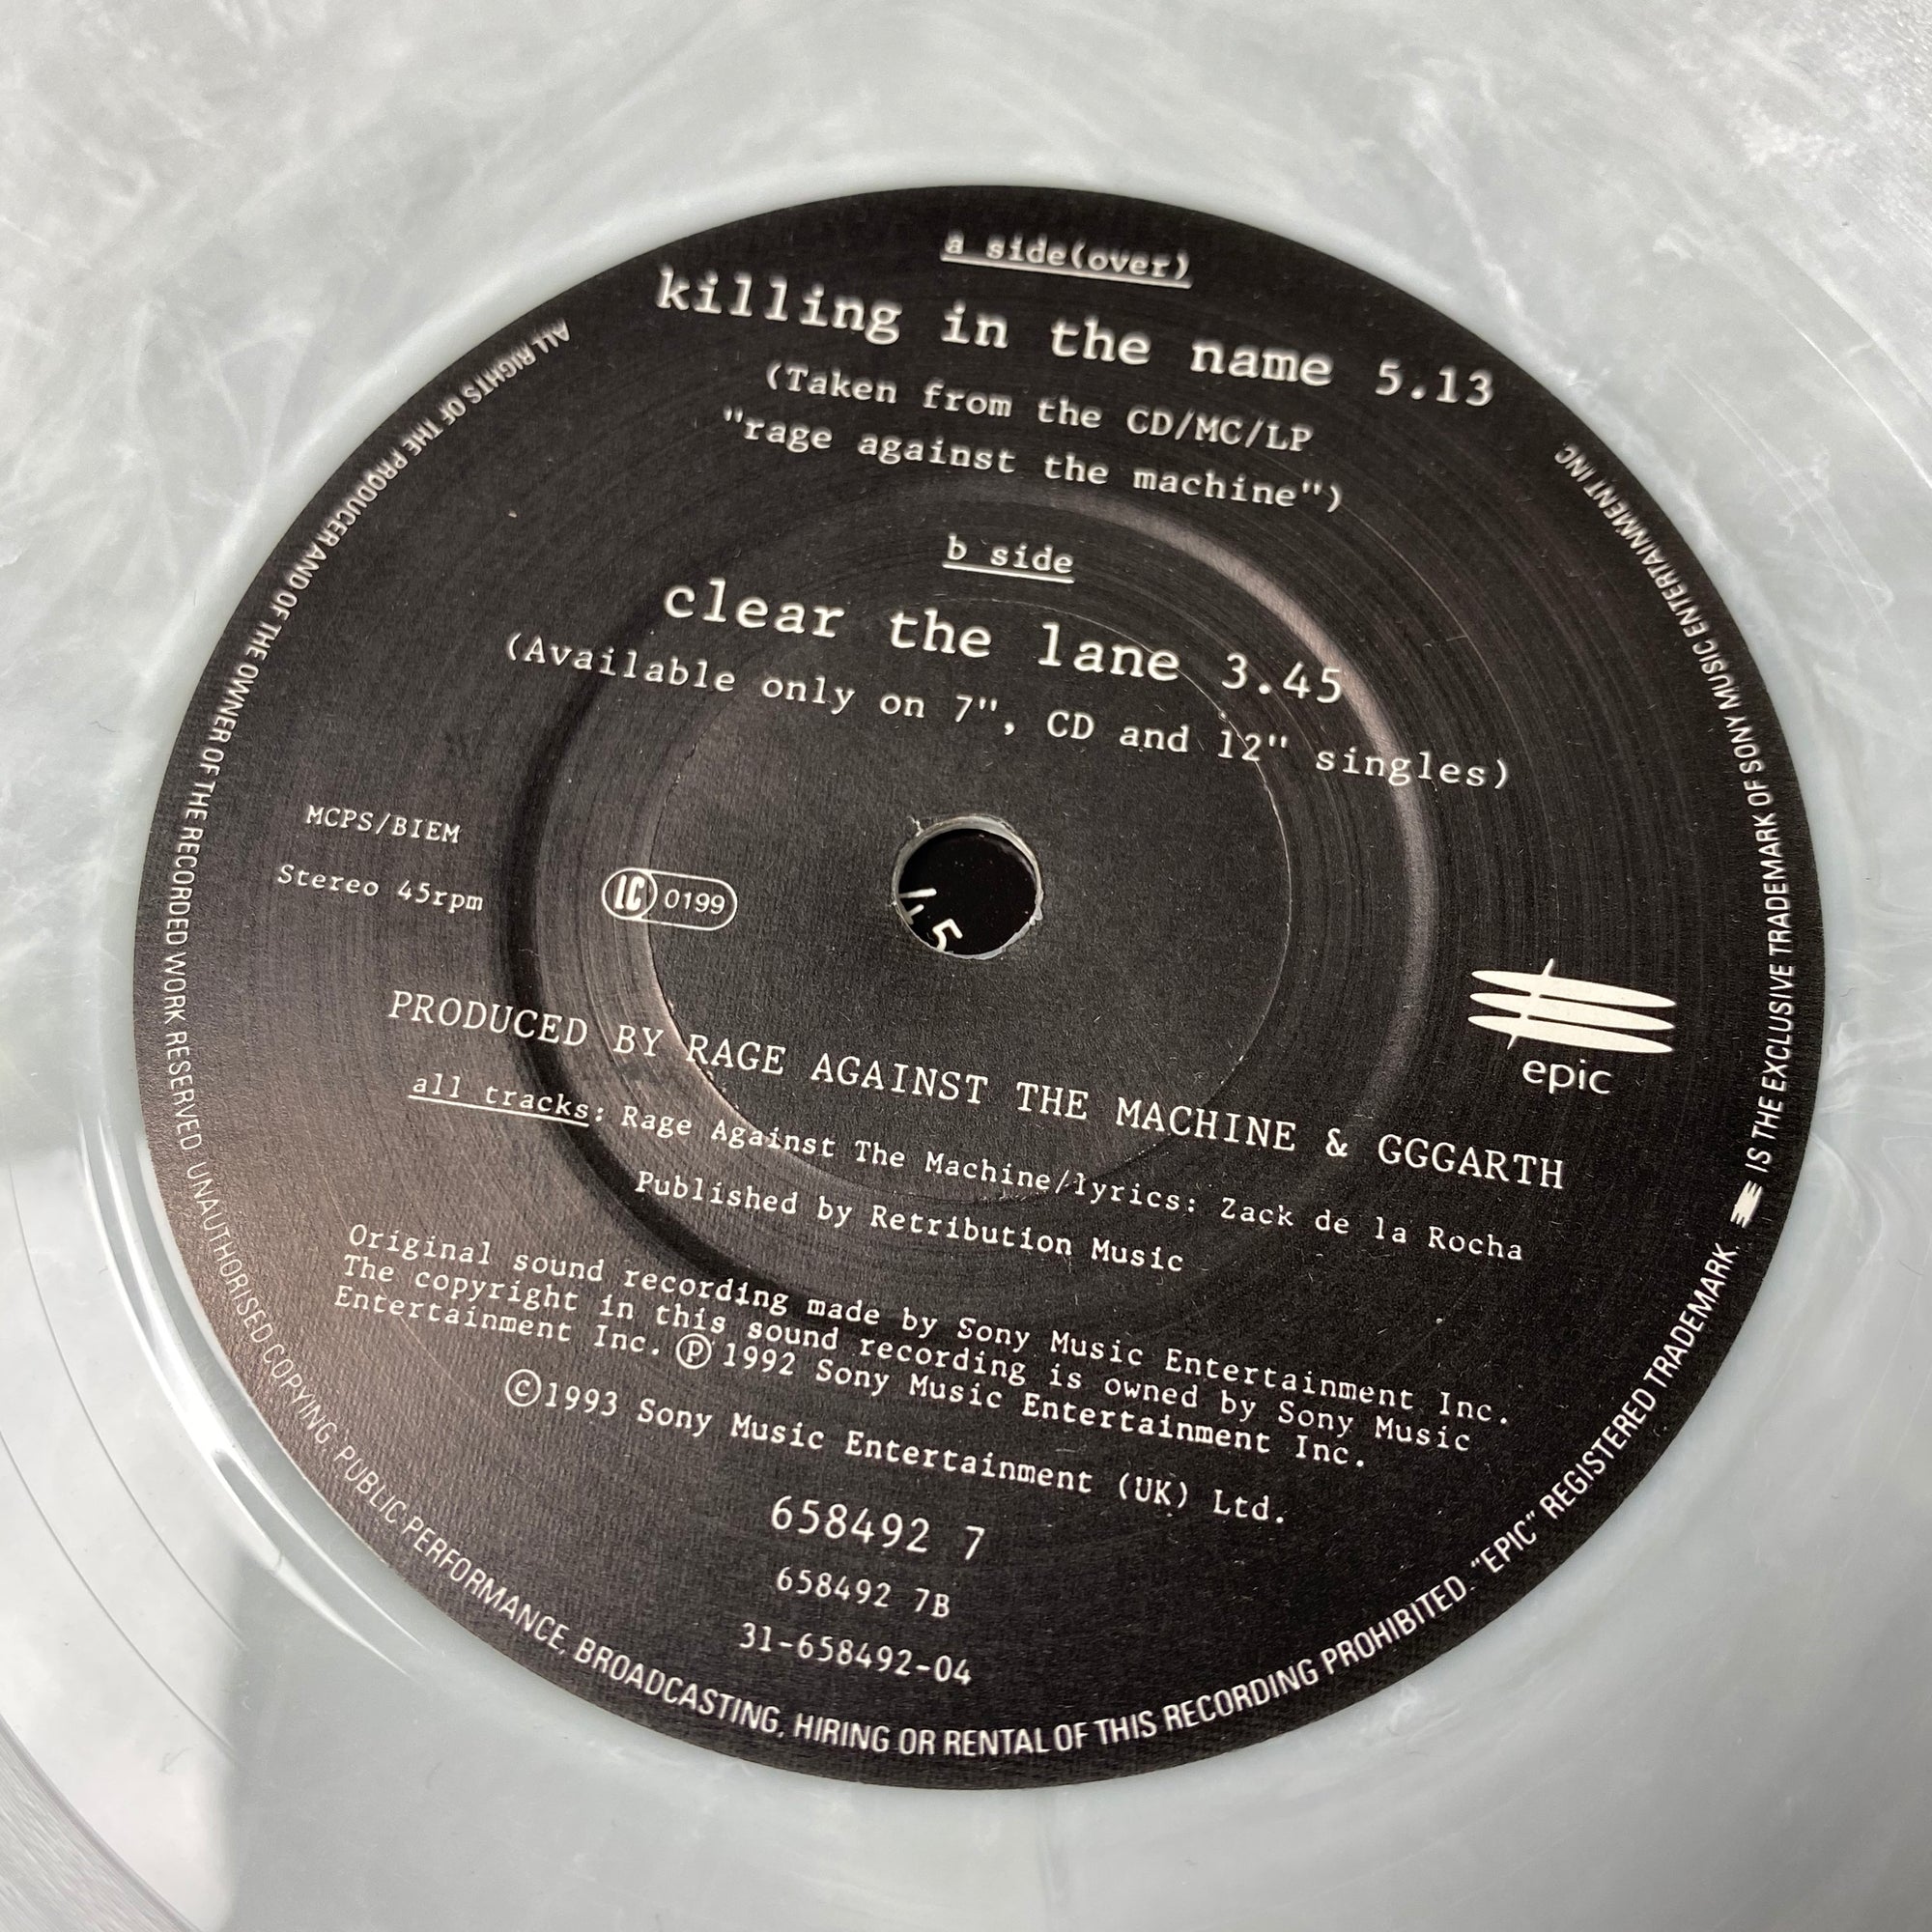 a side(over)
killing in the name 5.13
(Taken from the CD/MC/LP
"rage against the machine")
b side
clear the lane 3.45
(Available only on 7", CD and 12" singles)
MCPS/BIEM
Stereo 45rpm
LC 0199
45
epic
PRODUCED BY RAGE AGAINST THE MACHINE & GGGARTH
all tracks: Rage Against The Machine/lyrics: Zack de la Rocha
Published by Retribution Music
Original sound recording made by Sony Music Entertainment Inc.
The copyright in this sound recording is owned by Sony Music
Entertainment Inc. ℗ 1992 Sony Music Entertainment Inc.
©1993 Sony Music Entertainment (UK) Ltd.
658492 7
658492 7B
31-658492-04
ALL RIGHTS OF THE PRODUCER AND OF THE OWNER OF THE RECORDED WORK RESERVED UNAUTHORISED COPYING, PUBLIC PERFORMANCE, BROADCASTING, HIRING OR RENTAL OF THIS RECORDING PROHIBITED. "EPIC" REGISTERED TRADEMARK. IS THE EXCLUSIVE TRADEMARK OF SONY MUSIC ENTERTAINMENT INC